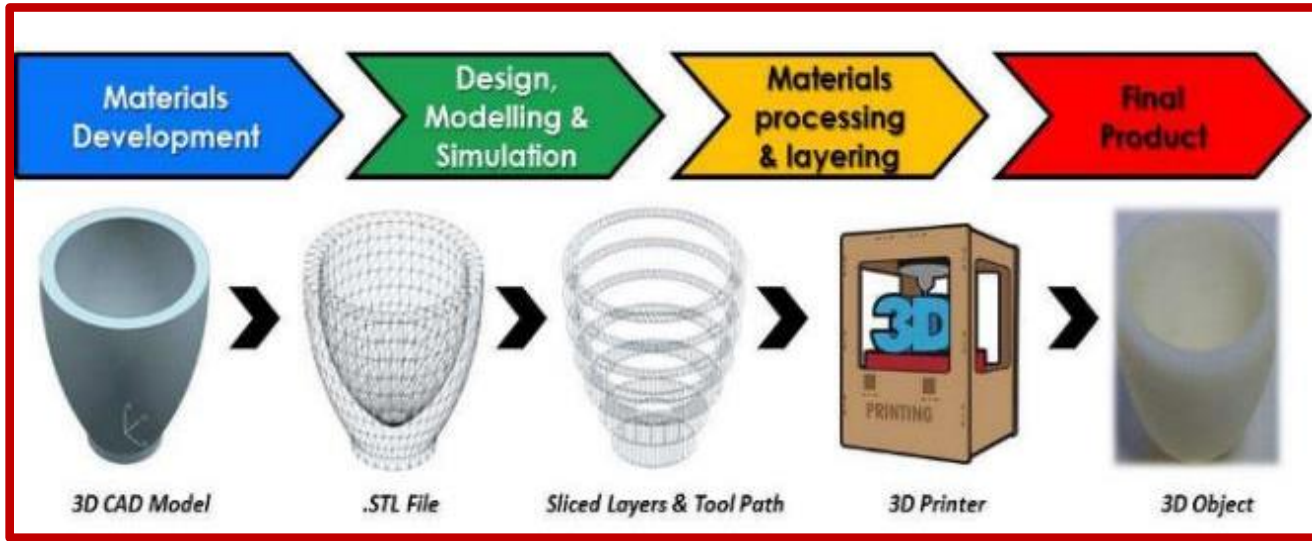 Materials
Development
Design,
Modelling &
Simulation
Materials
processing
& layering
Final
Product
3D
PRINTING
3D CAD Model
.STL File
Sliced Layers & Tool Path
3D Printer
3D Object